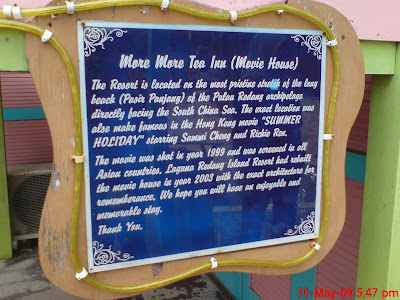 More More Tea Inn (Movie House)
The Resort is located on the most pristine stretch of the long
beach (Pasir Panjang) of the Pulau Redang archipelago
directly facing the South China Sea. The exact location was
also make famous in the Hong Kong movie "SUMMER
HOLIDAY" starring Sammi Cheng and Richie Ren.
The movie was shot in year 1999 and was screened in all
Asian countries. Laguna Redang Island Resort had rebuilt
the movie house in year 2003 with the exact architecture for
rememberance. We hope you will have an enjoyable and
memorable stay.
Thank You.
30-May-09 5:47 pm